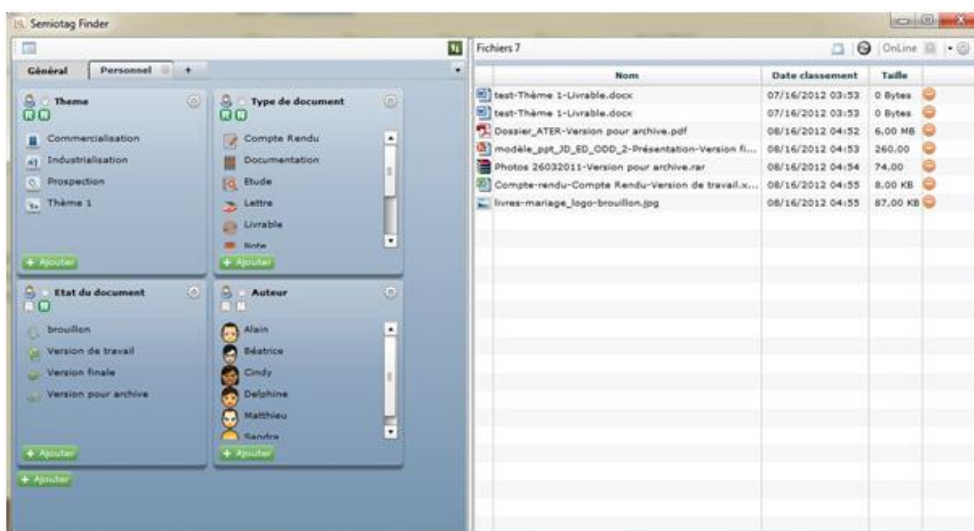 Semiotag Finder
Général Personnel +
Theme
R N
Commercialisation
Industrialisation
Prospection
Thème 1
+ Ajouter
Type de document
R N
Compte Rendu
Documentation
Etude
Lettre
Livrable
Note
+ Ajouter
Etat du document
R N
brouillon
Version de travail
Version finale
Version pour archive
+ Ajouter
Auteur
R N
Alain
Béatrice
Cindy
Delphine
Matthieu
Sandra
+ Ajouter
+ Ajouter
Fichiers 7 OnLine
Nom Date classement Taille
test-Thème 1-Livrable.docx 07/16/2012 03:53 0 Bytes
test-Thème 1-Livrable.docx 07/16/2012 03:53 0 Bytes
Dossier_ATER-Version pour archive.pdf 08/16/2012 04:52 6,00 MB
modèle_ppt_JD_ED_ODD_2-Présentation-Version fi... 08/16/2012 04:53 260,00
Photos 26032011-Version pour archive.rar 08/16/2012 04:54 74,00
Compte-rendu-Compte Rendu-Version de travail.x... 08/16/2012 04:55 8,00 KB
livres-mariage_logo-brouillon.jpg 08/16/2012 04:55 87,00 KB